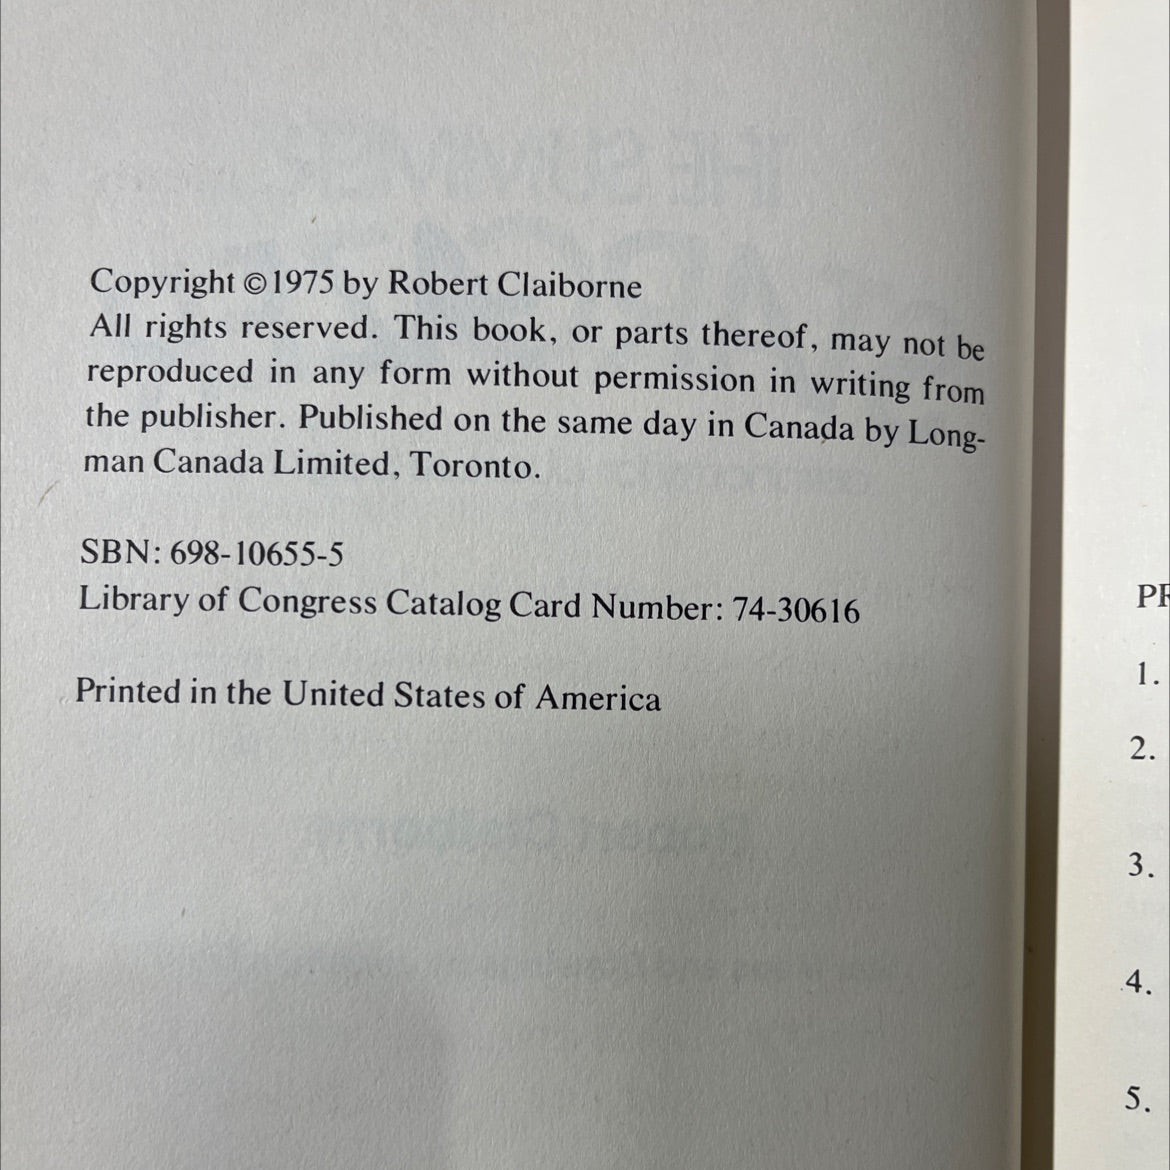 Copyright ©1975 by Robert Claiborne
All rights reserved. This book, or parts thereof, may not be
reproduced in any form without permission in writing from
the publisher. Published on the same day in Canada by Long-
man Canada Limited, Toronto.
SBN: 698-10655-5
Library of Congress Catalog Card Number: 74-30616
Printed in the United States of America
1.
2.
3.
4.
5.